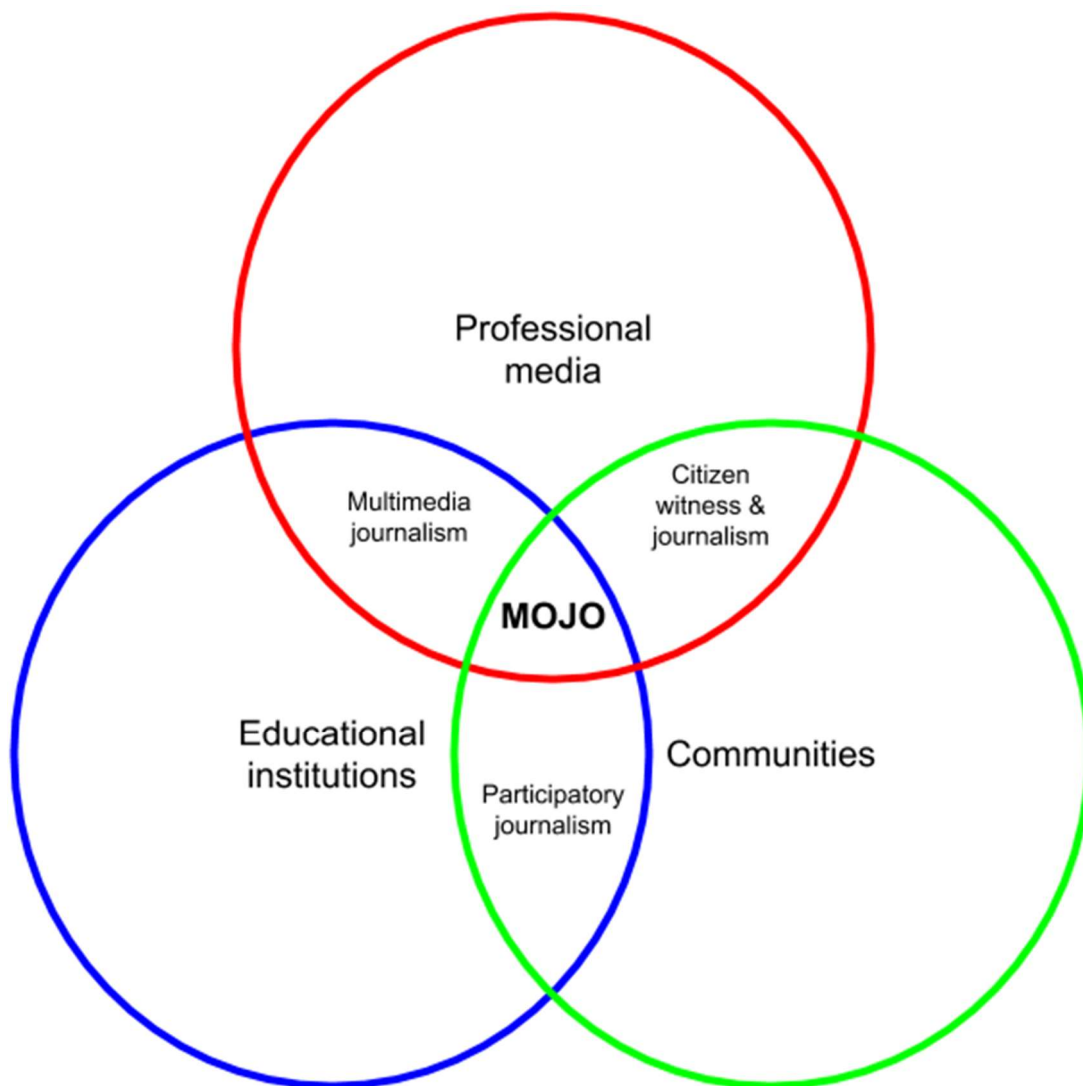 Professional
media
Multimedia
journalism
Citizen
witness &
journalism
MOJO
Educational
institutions
Communities
Participatory
journalism